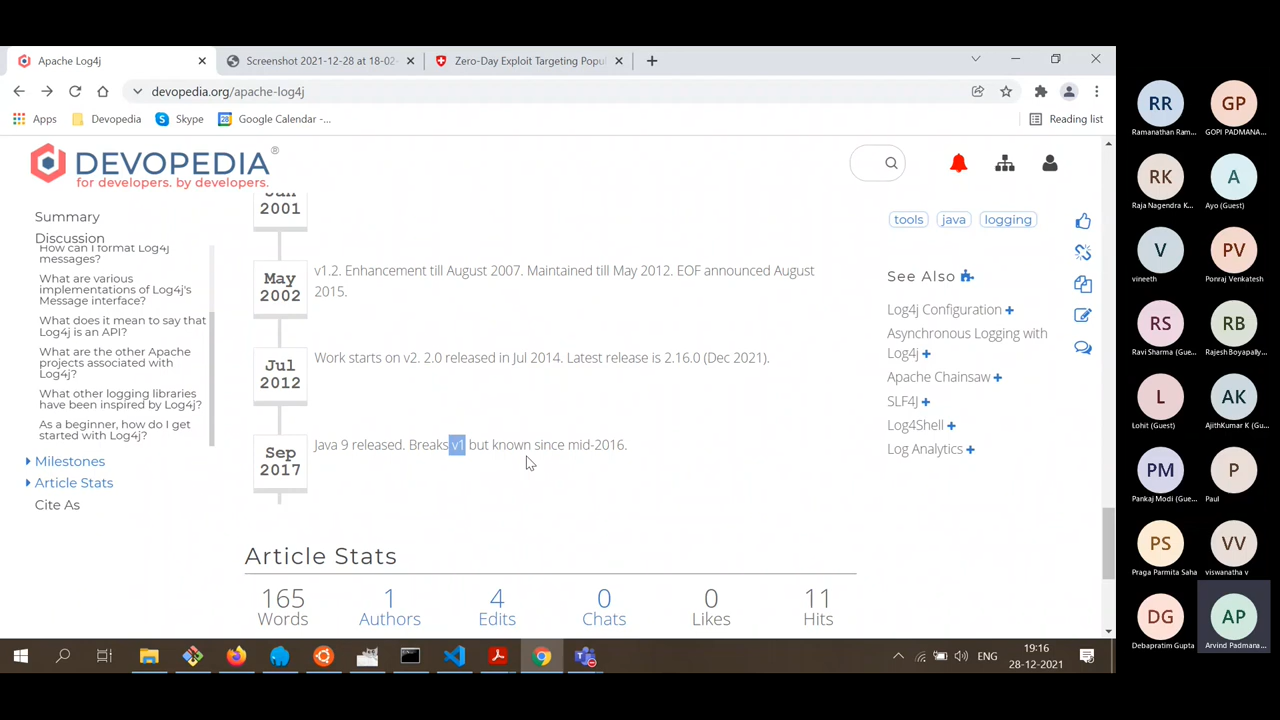 Apache Log4j
Screenshot 2021-12-28 at 18-02-
Zero-Day Exploit Targeting Popu
devopedia.org/apache-log4j
Apps
Devopedia
Skype
Google Calendar -...
Reading list
DEVOPEDIA®
for developers. by developers.
Summary
Discussion
How can I format Log4j
messages?
What are various
implementations of Log4j's
Message interface?
What does it mean to say that
Log4j is an API?
What are the other Apache
projects associated with
Log4j?
What other logging libraries
have been inspired by Log4j?
As a beginner, how do I get
started with Log4j?
Milestones
Article Stats
Cite As
2001
May
2002
v1.2. Enhancement till August 2007. Maintained till May 2012. EOF announced August
2015.
Jul
2012
Work starts on v2. 2.0 released in Jul 2014. Latest release is 2.16.0 (Dec 2021).
Sep
2017
Java 9 released. Breaks v1 but known since mid-2016.
Article Stats
165
Words
1
Authors
4
Edits
0
Chats
0
Likes
11
Hits
tools
java
logging
See Also
Log4j Configuration +
Asynchronous Logging with
Log4j +
Apache Chainsaw +
SLF4J +
Log4Shell +
Log Analytics +
ENG
19:16
28-12-2021
RR
Ramanathan Ram...
GP
GOPI PADMANA...
RK
Raja Nagendra K...
A
Ayo (Guest)
V
vineeth
PV
Ponraj Venkatesh
RS
Ravi Sharma (Gue...
RB
Rajesh Boyapally...
L
Lohit (Guest)
AK
AjithKumar K (Gu...
PM
Pankaj Modi (Gue...
P
Paul
PS
Praga Parmita Saha
VV
viswanatha v
DG
Debapratim Gupta
AP
Arvind Padmana...